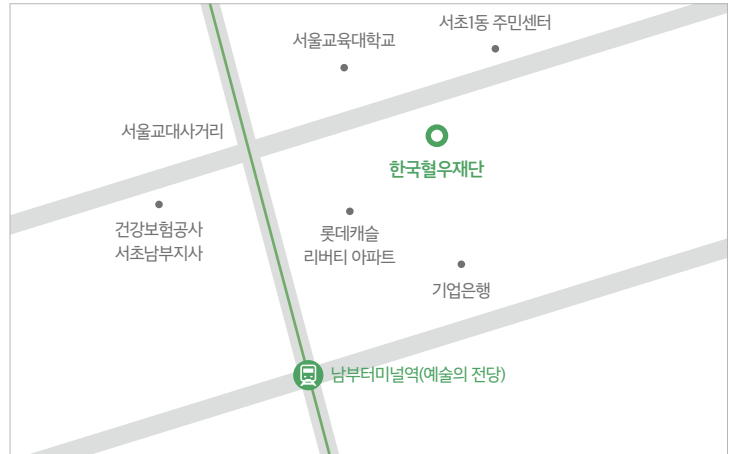 서초1동 주민센터
서울교육대학교
서울교대사거리
한국혈우재단
건강보험공사
서초남부지사
롯데캐슬
리버티 아파트
기업은행
남부터미널역(예술의 전당)